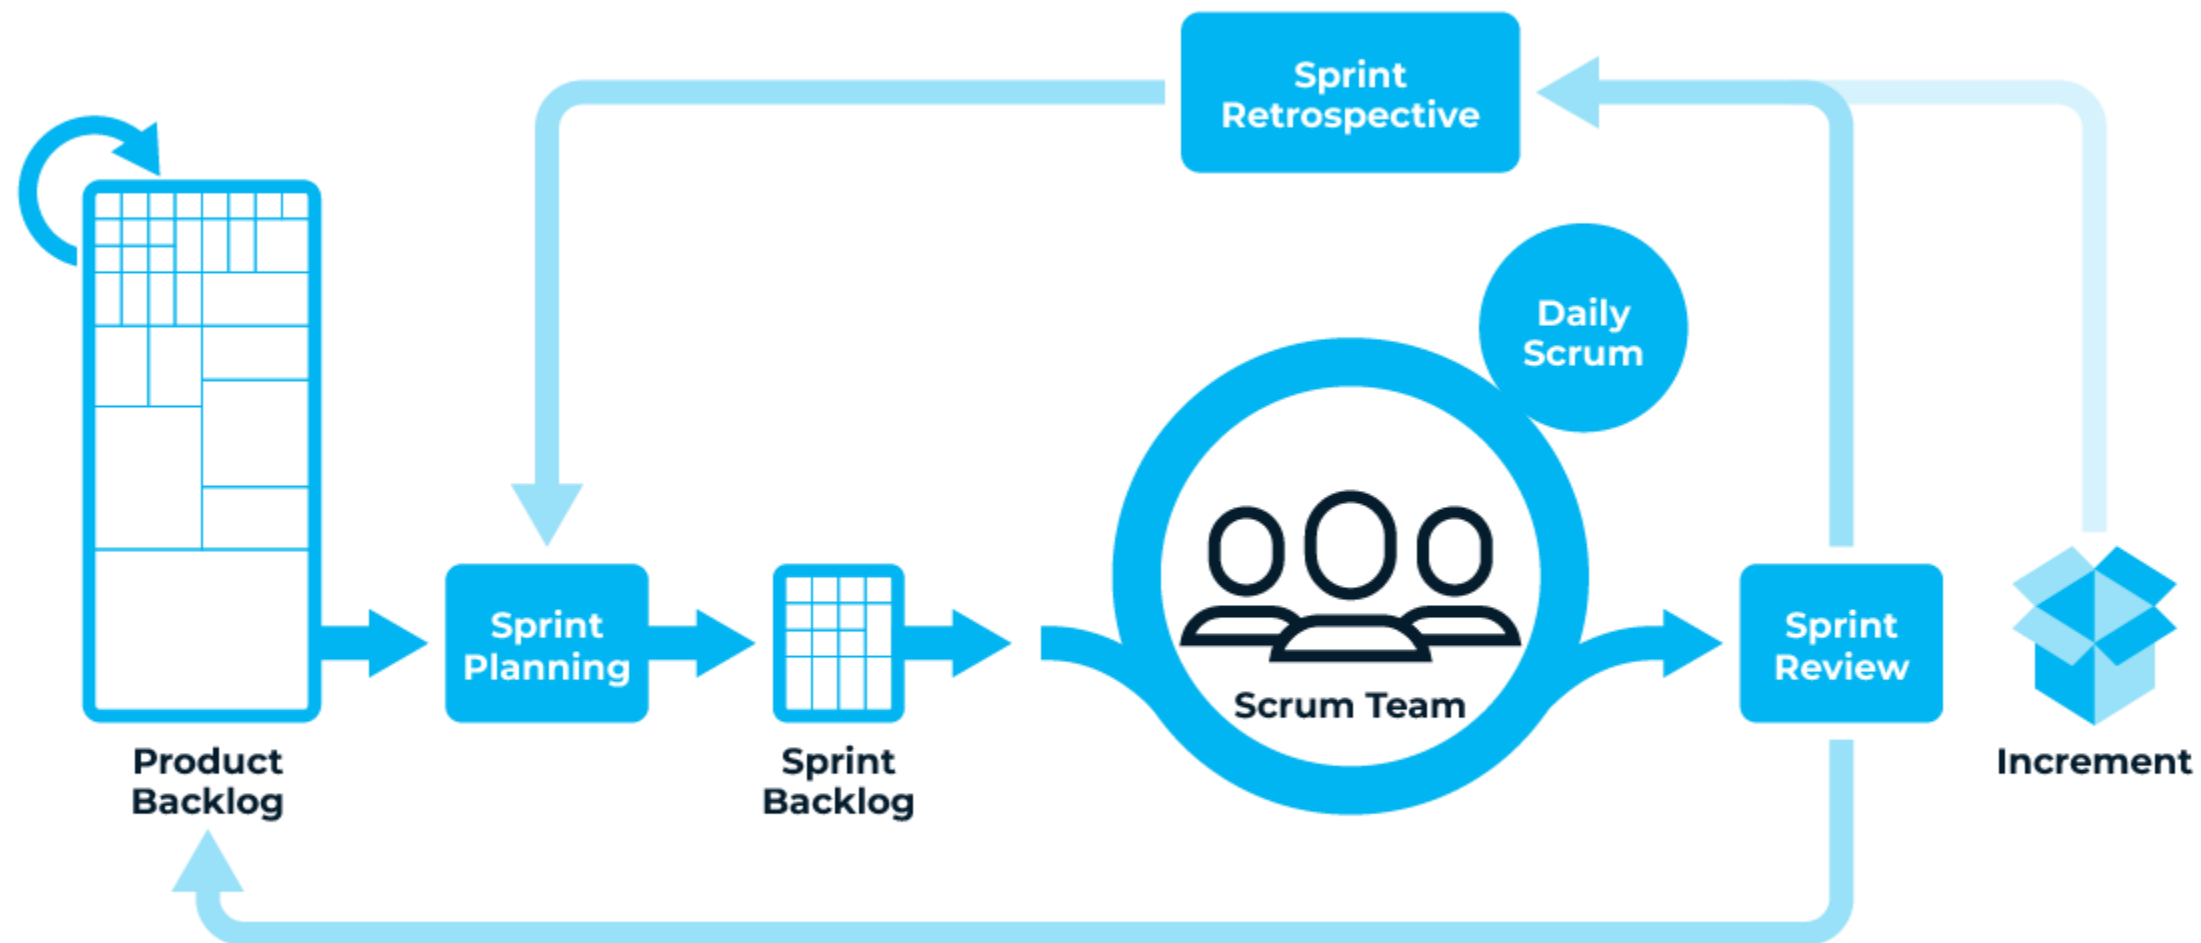 Sprint
Retrospective
Daily
Scrum
Sprint
Planning
Scrum Team
Sprint
Review
Product
Backlog
Sprint
Backlog
Increment